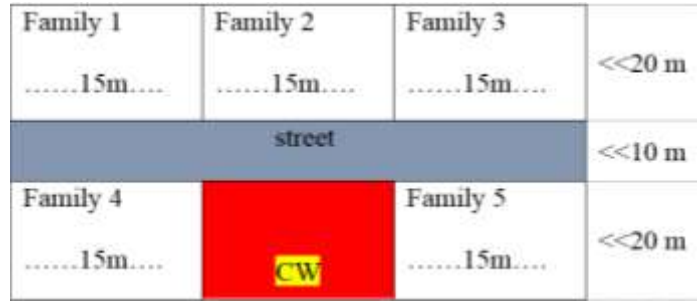 Family 1 Family 2 Family 3
......15m.... ......15m.... ......15m.... <<20 m
street <<10 m
Family 4 Family 5
......15m.... CW ......15m.... <<20 m